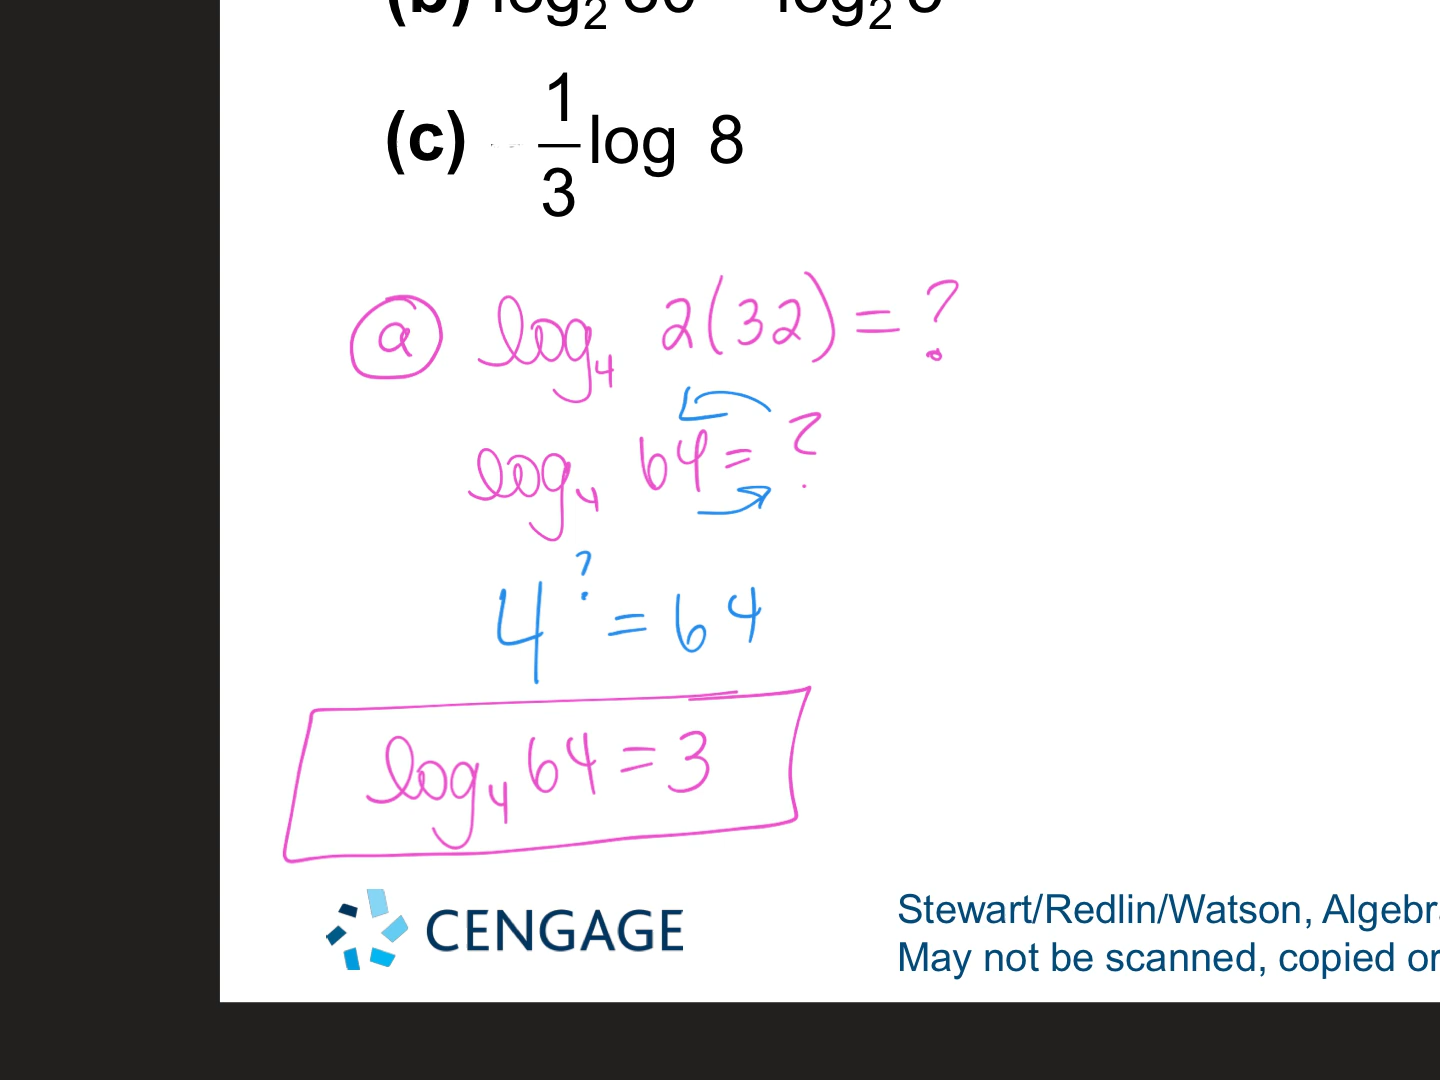 (c) - 1/3 log 8
ⓐ log₄ 2(32) = ?
log₄ 64 = ?
4^? = 64
log₄ 64 = 3
CENGAGE
Stewart/Redlin/Watson, Algebr
May not be scanned, copied or